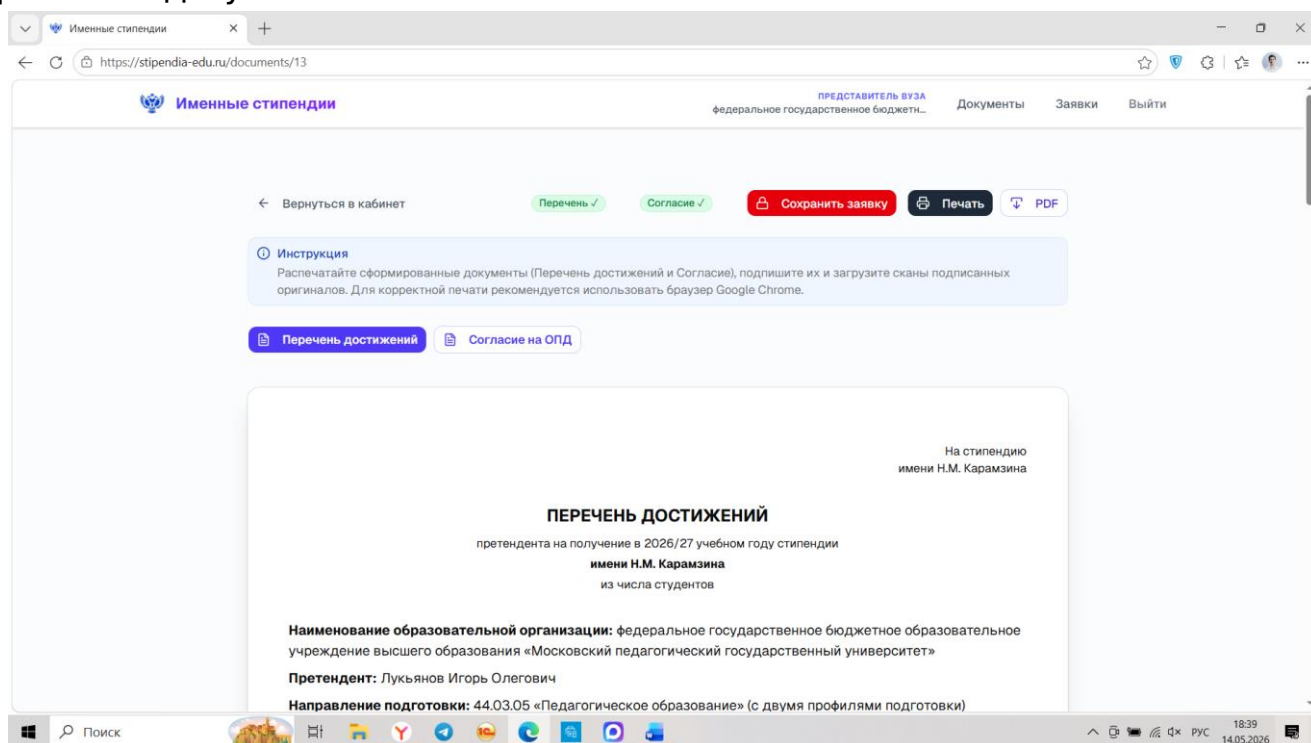 Именные стипендии
https://stipendia-edu.ru/documents/13
Именные стипендии
ПРЕДСТАВИТЕЛЬ ВУЗА
федеральное государственное бюджетн...
Документы
Заявки
Выйти
Вернуться в кабинет
Перечень ✓
Согласие ✓
Сохранить заявку
Печать
PDF
Инструкция
Распечатайте сформированные документы (Перечень достижений и Согласие), подпишите их и загрузите сканы подписанных
оригиналов. Для корректной печати рекомендуется использовать браузер Google Chrome.
Перечень достижений
Согласие на ОПД
На стипендию
имени Н.М. Карамзина
ПЕРЕЧЕНЬ ДОСТИЖЕНИЙ
претендента на получение в 2026/27 учебном году стипендии
имени Н.М. Карамзина
из числа студентов
Наименование образовательной организации: федеральное государственное бюджетное образовательное
учреждение высшего образования «Московский педагогический государственный университет»
Претендент: Лукьянов Игорь Олегович
Направление подготовки: 44.03.05 «Педагогическое образование» (с двумя профилями подготовки)
Поиск
РУС
18:39
14.05.2026